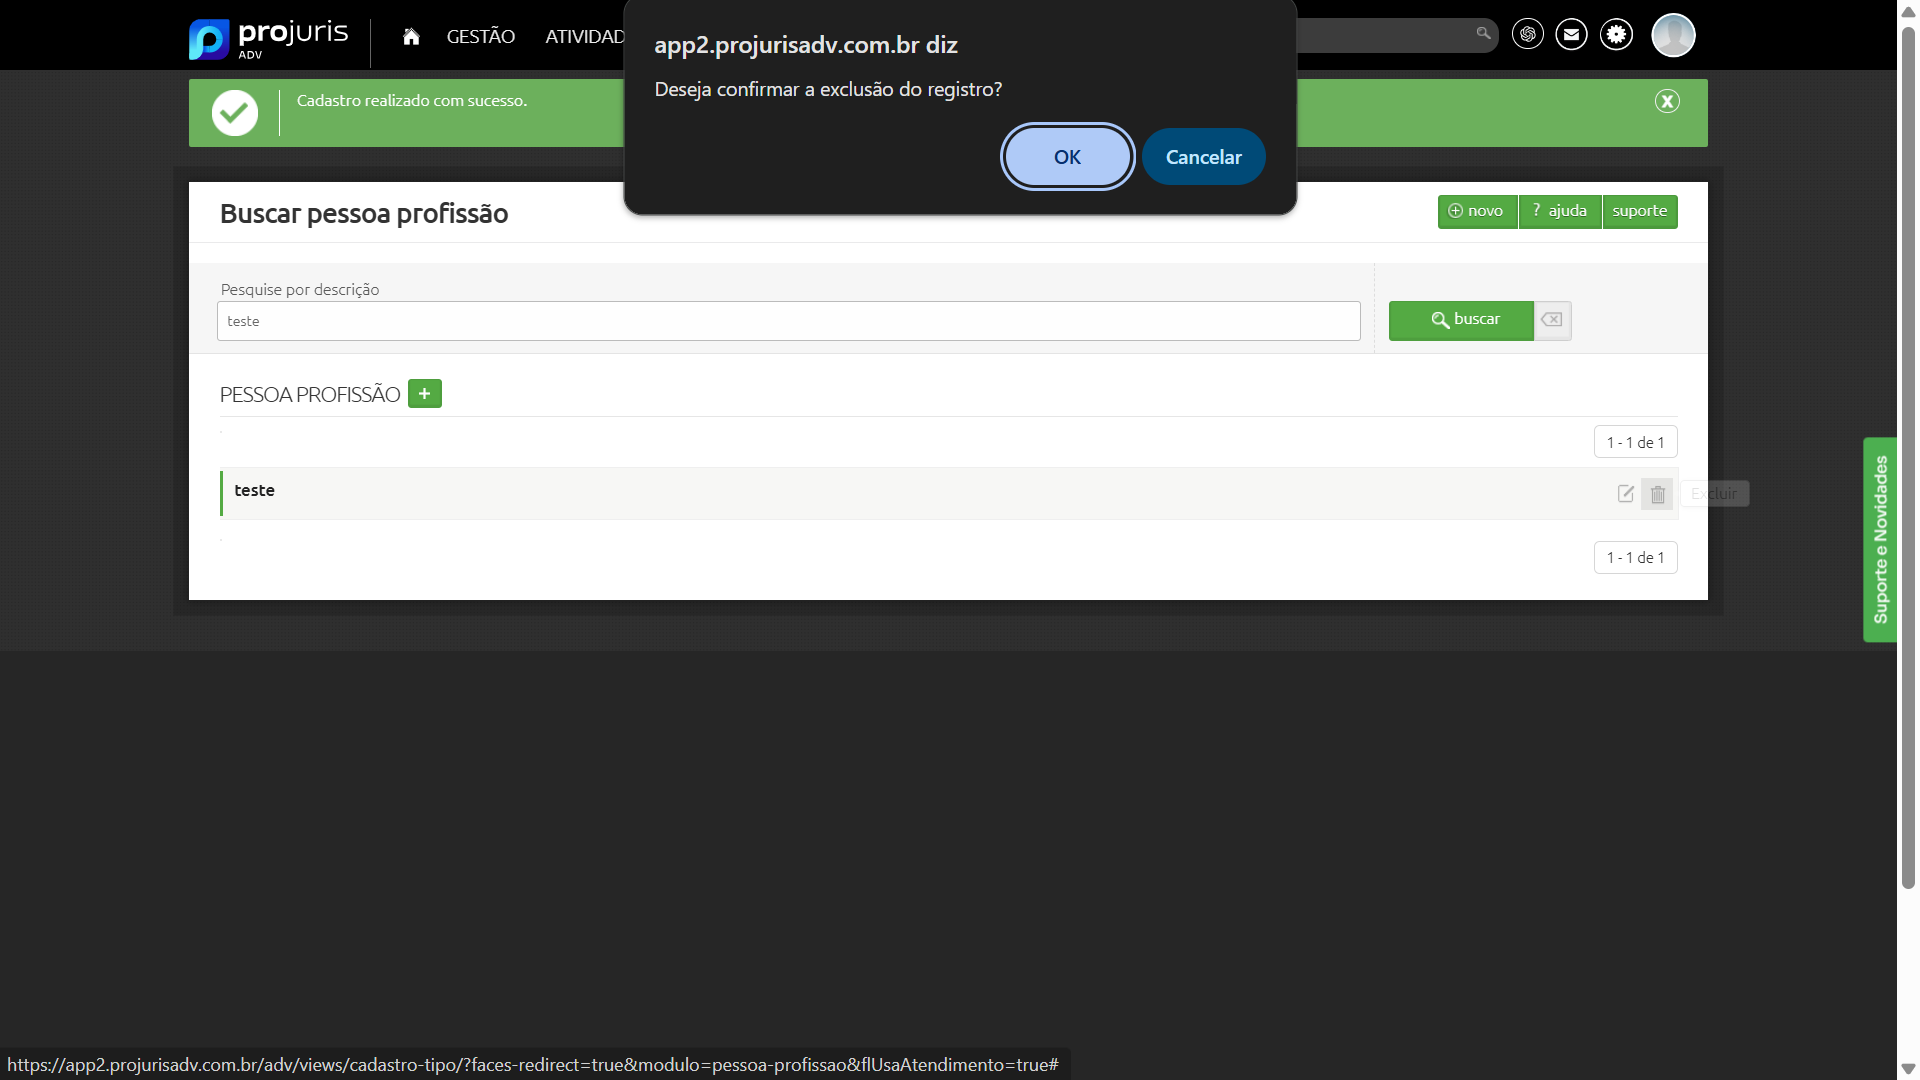 projuris
ADV
GESTÃO
ATIVIDAD
app2.projurisadv.com.br diz
Deseja confirmar a exclusão do registro?
OK
Cancelar
Cadastro realizado com sucesso.
Buscar pessoa profissão
novo
? ajuda
suporte
Pesquise por descrição
teste
buscar
PESSOA PROFISSÃO
1 - 1 de 1
teste
Excluir
1 - 1 de 1
Suporte e Novidades
https://app2.projurisadv.com.br/adv/views/cadastro-tipo/?faces-redirect=true&modulo=pessoa-profissao&flUsaAtendimento=true#